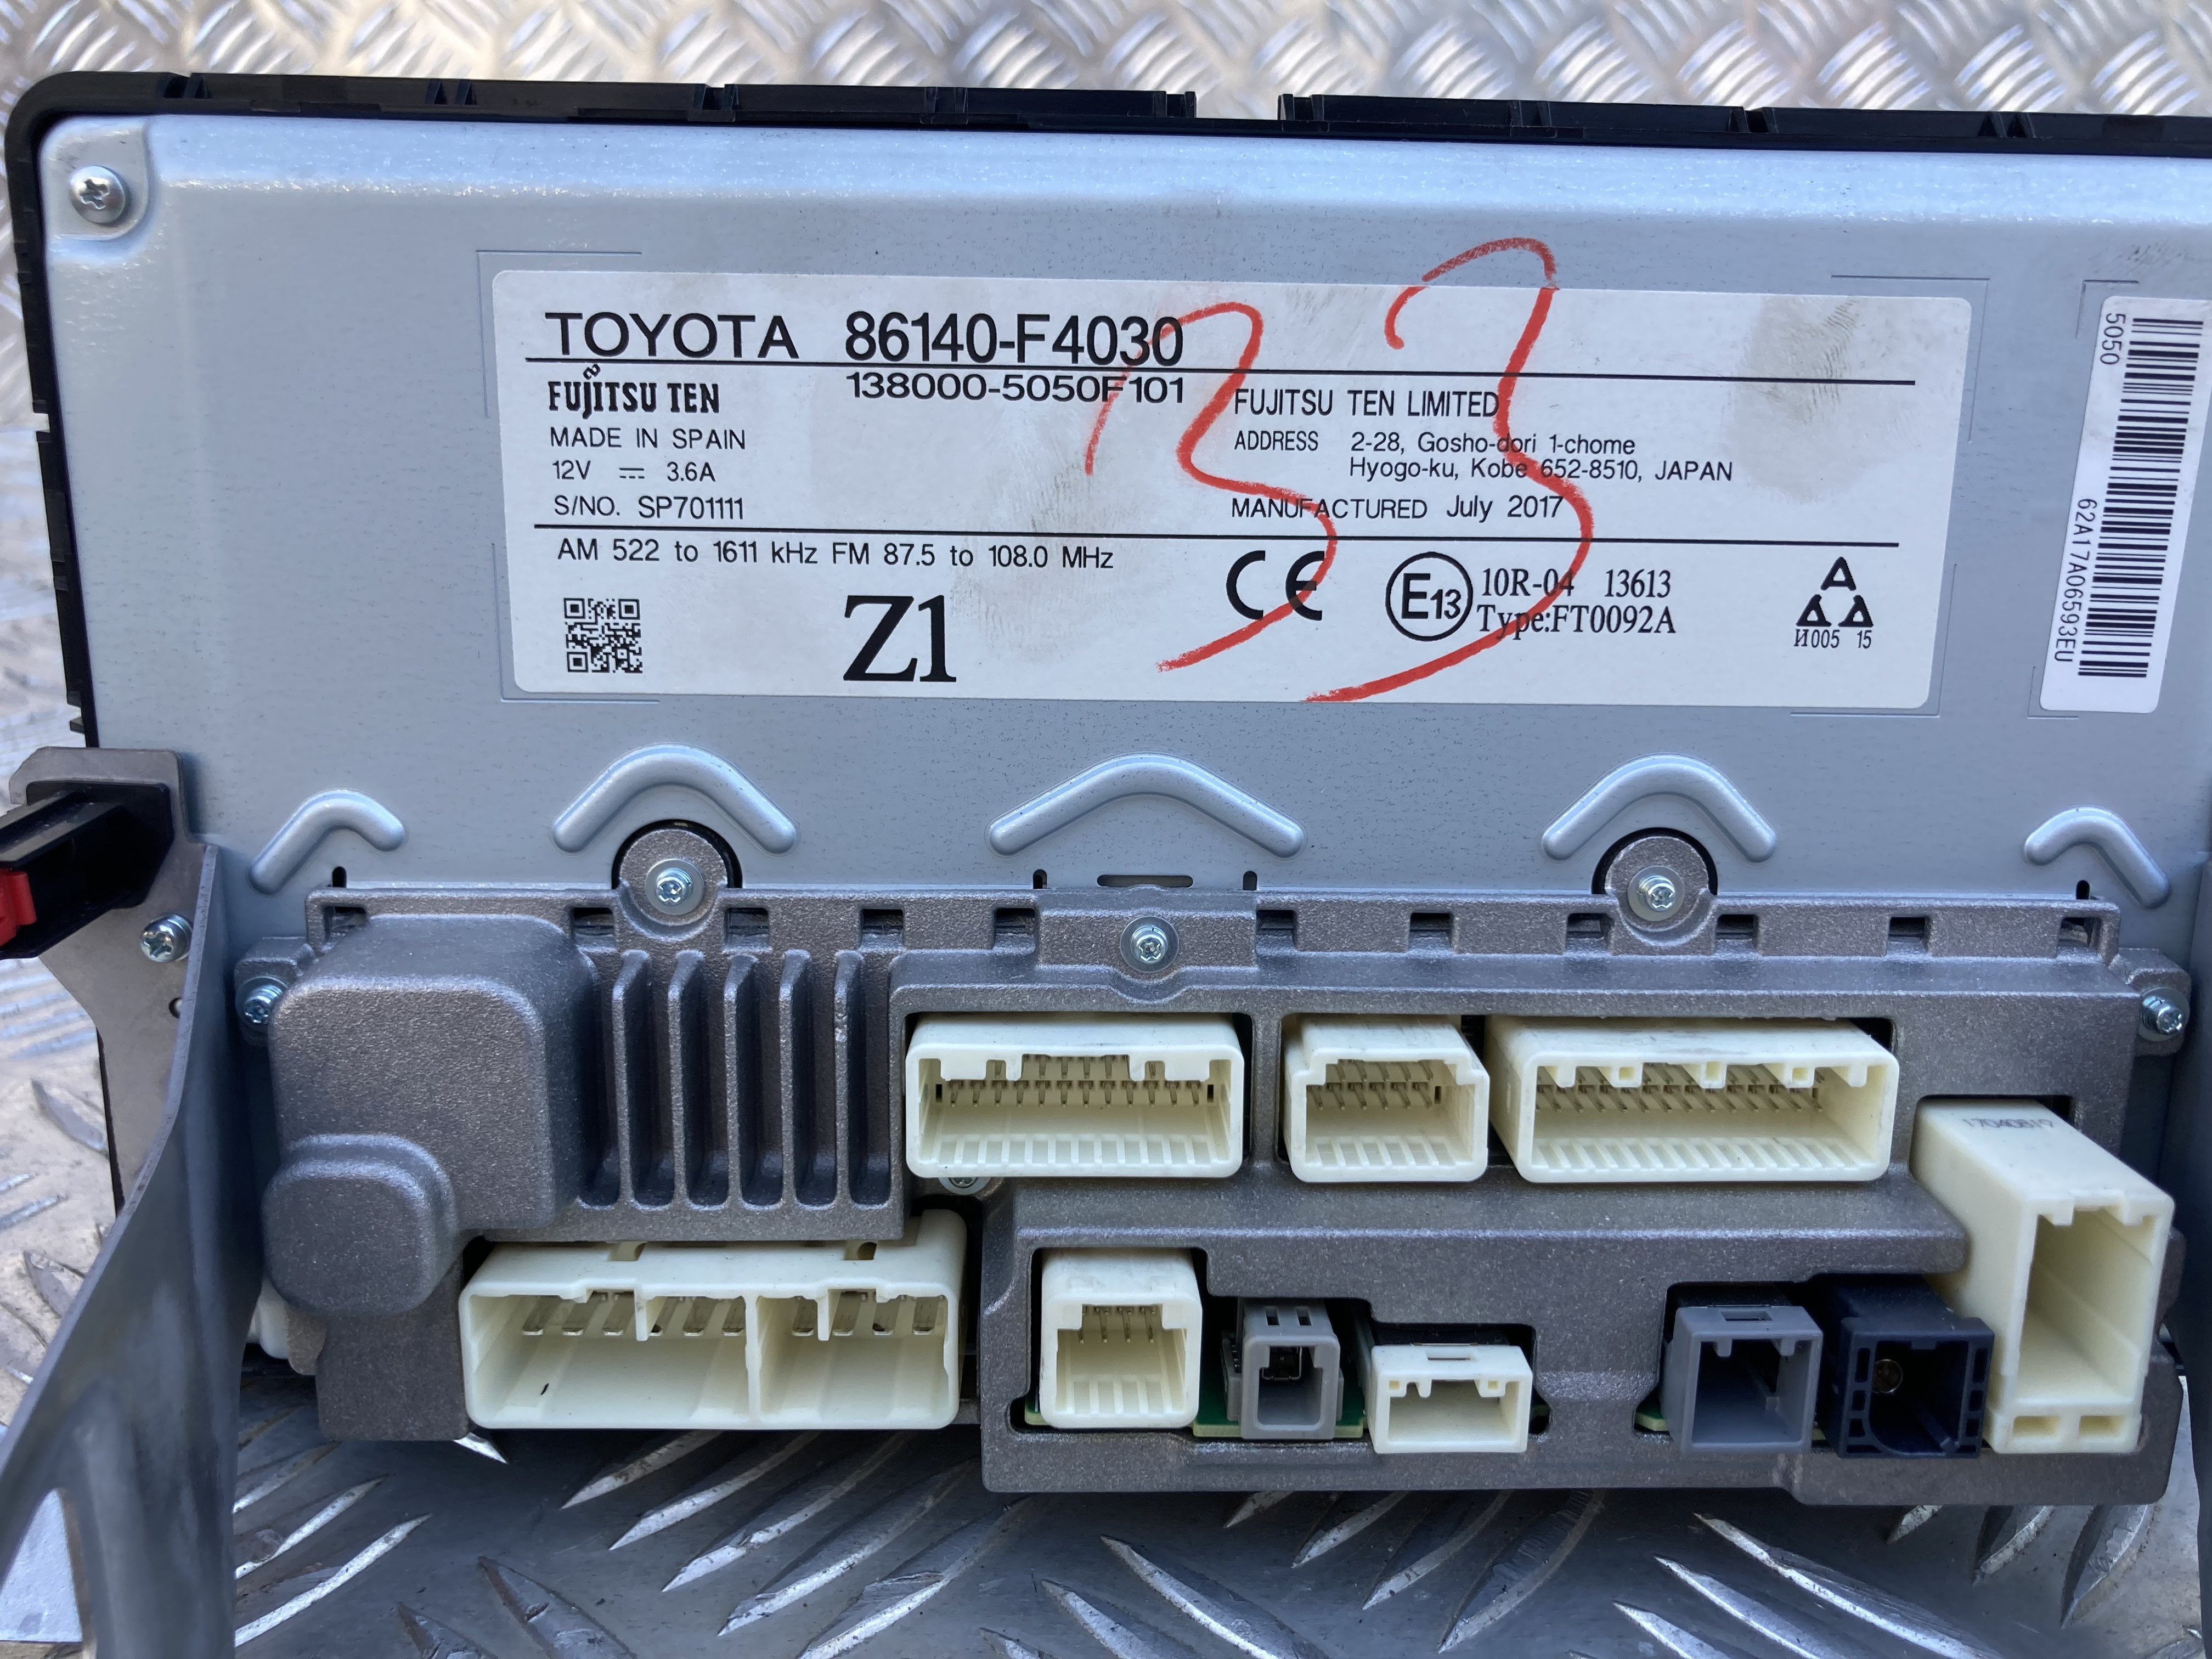 TOYOTA 86140-F4030
FUJITSU TEN 138000-5050F101
MADE IN SPAIN
12V ⎓ 3.6A
S/NO. SP701111
FUJITSU TEN LIMITED
ADDRESS 2-28, Gosho-dori 1-chome
Hyogo-ku, Kobe 652-8510, JAPAN
MANUFACTURED July 2017
AM 522 to 1611 kHz FM 87.5 to 108.0 MHz
Z1
CE
E13 10R-04 13613
Type:FT0092A
И005 15
33
5050
62A17A06593EU